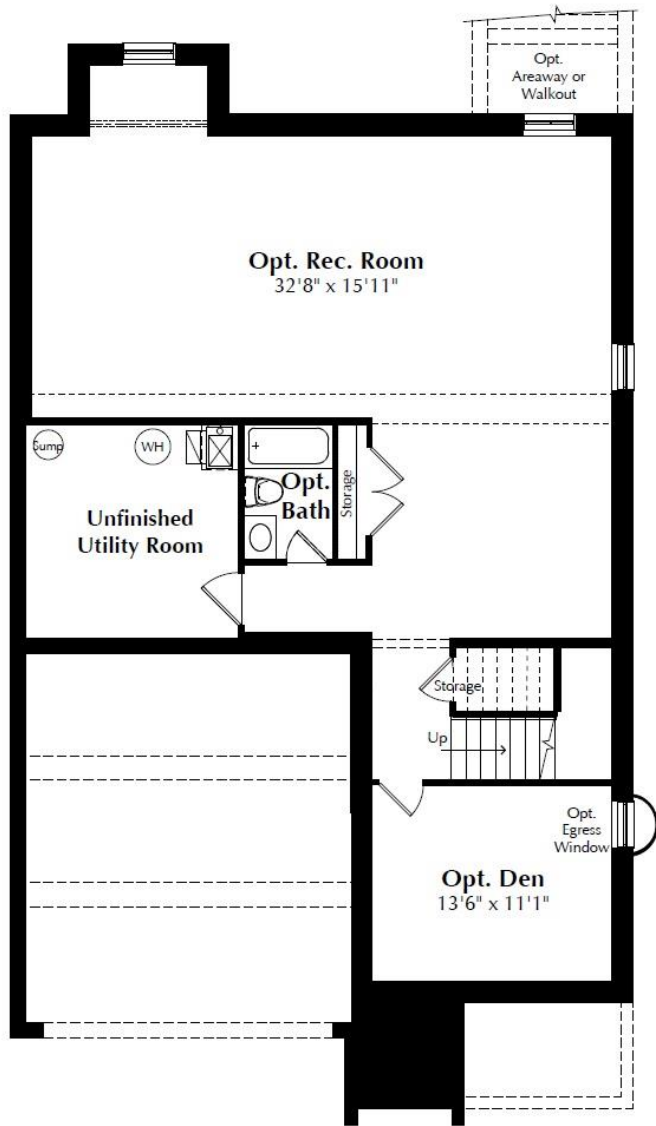 Opt.
Areaway or
Walkout
Opt. Rec. Room
32'8" x 15'11"
Sump
WH
Opt.
Bath
Storage
Unfinished
Utility Room
Storage
Up
Opt.
Egress
Window
Opt. Den
13'6" x 11'1"